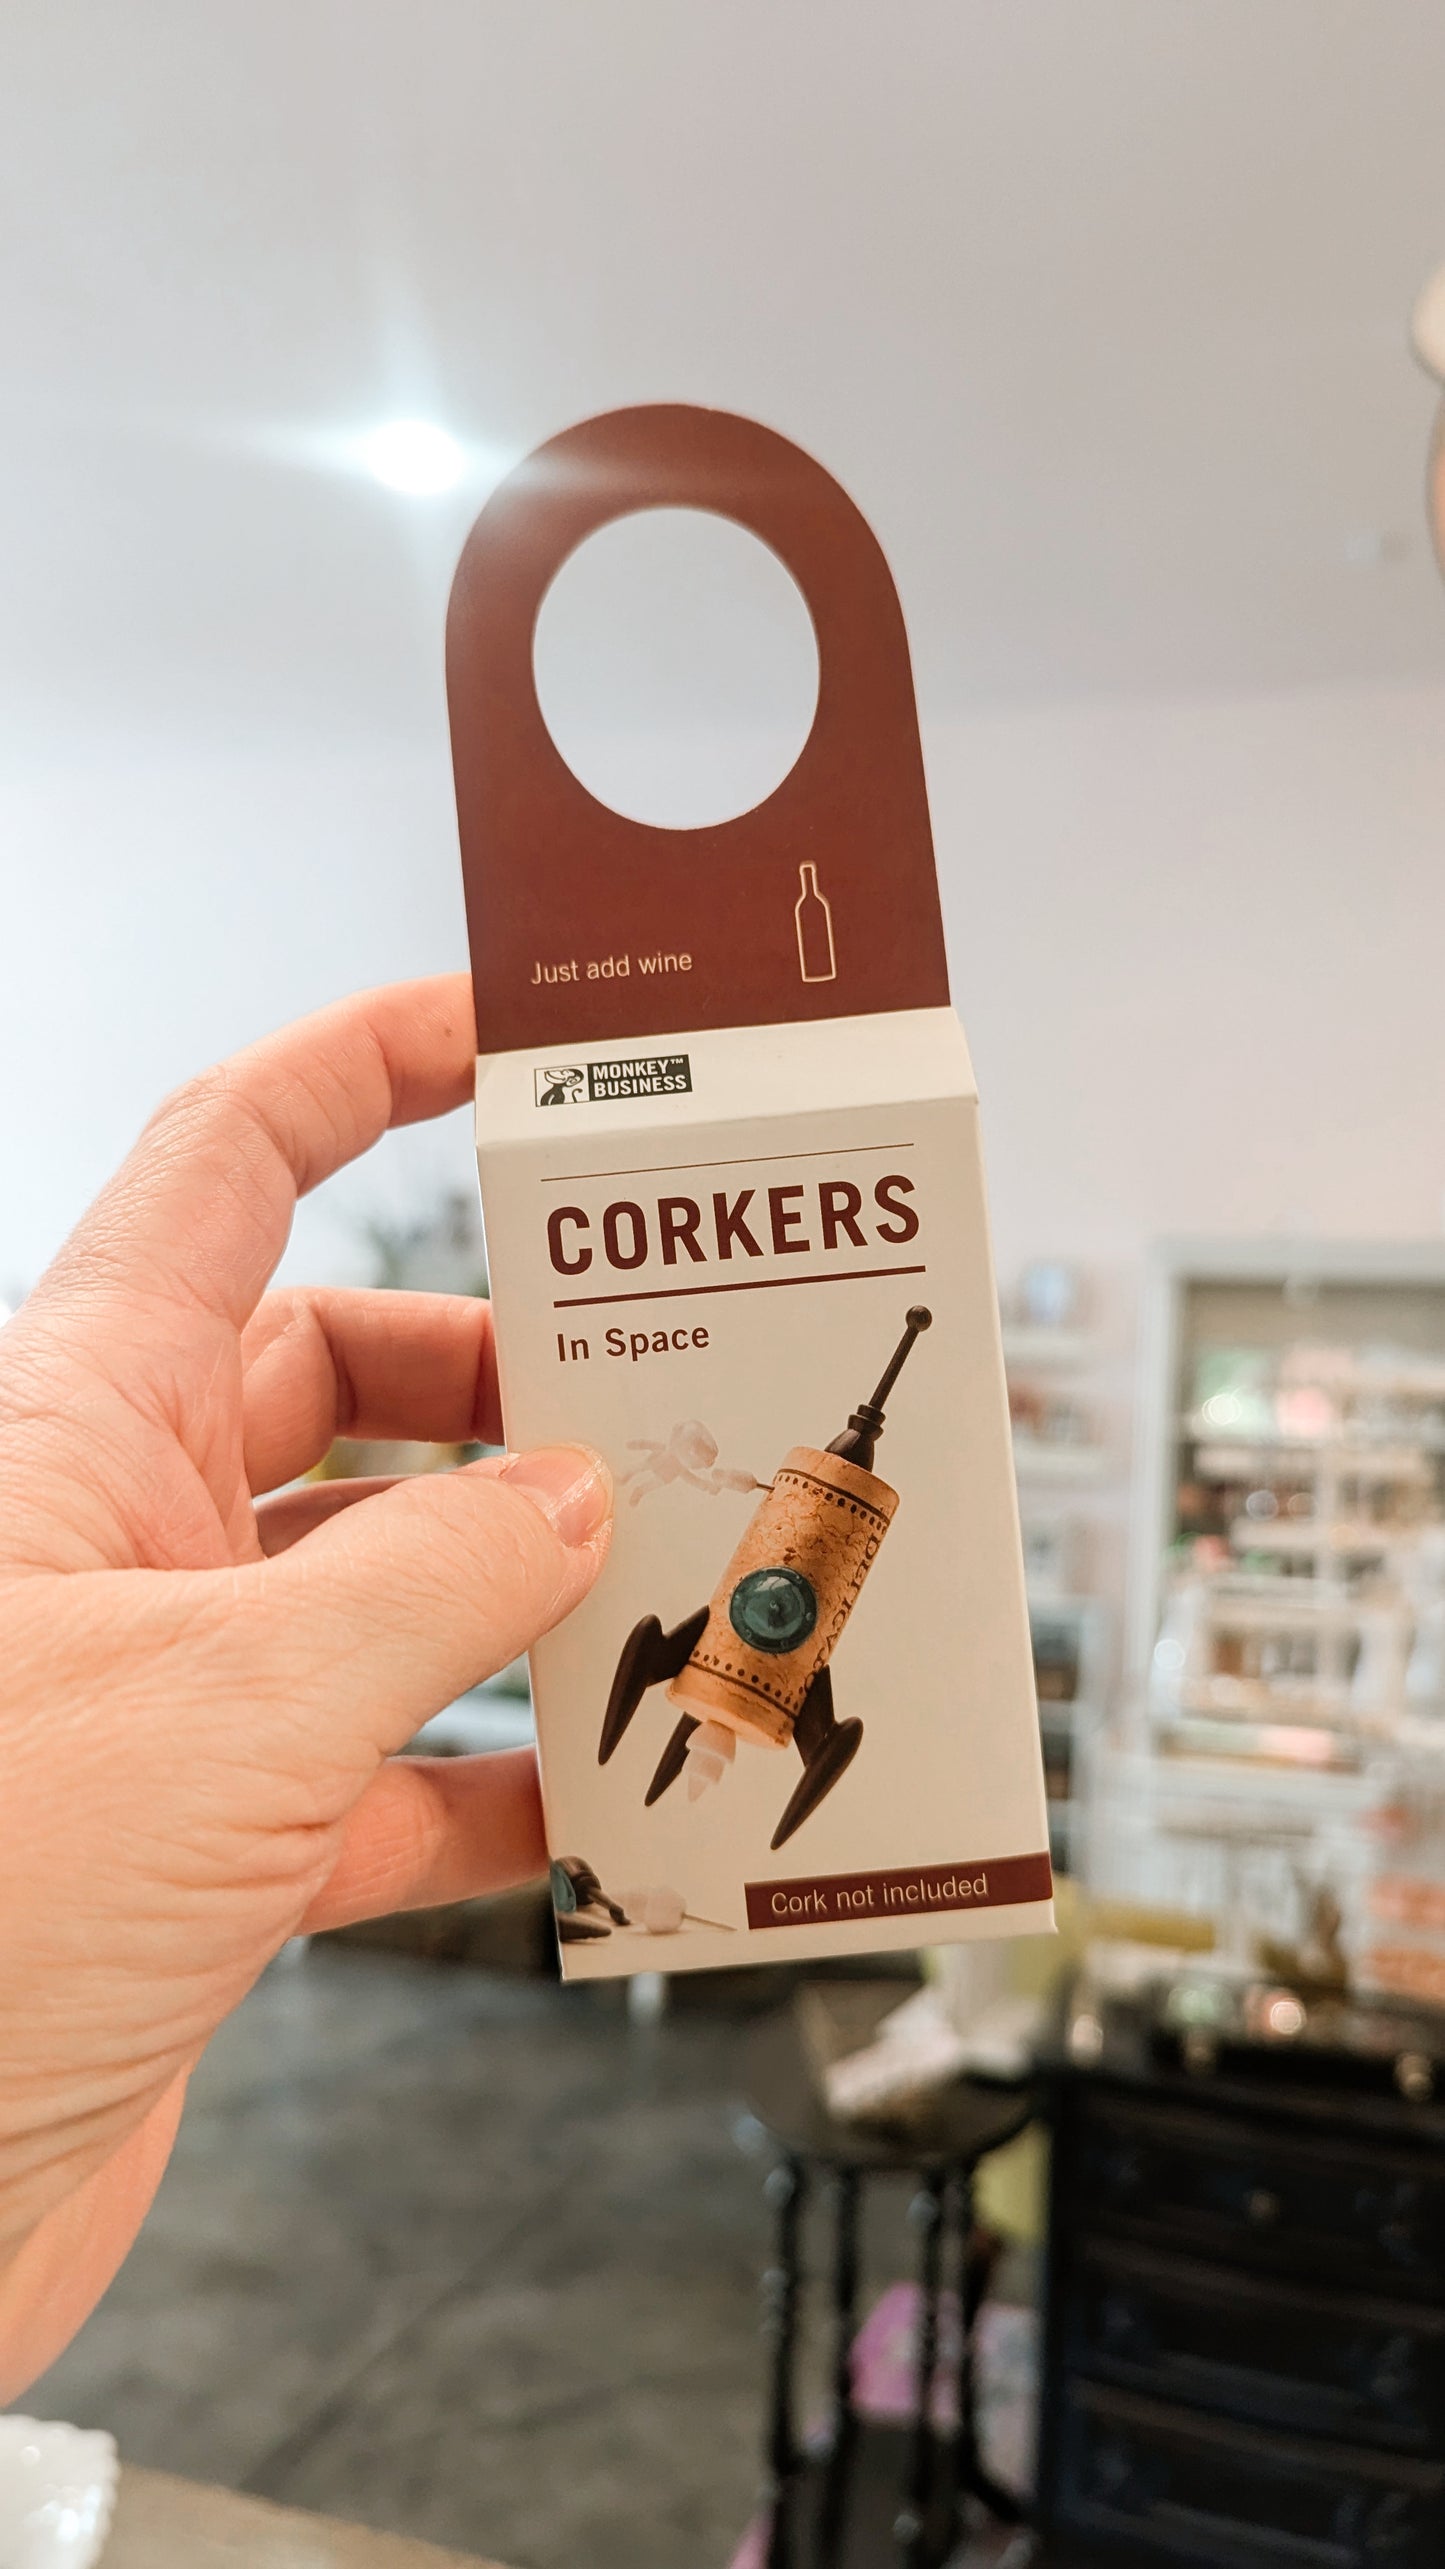 Just add wine
MONKEY™
BUSINESS
CORKERS
In Space
Cork not included